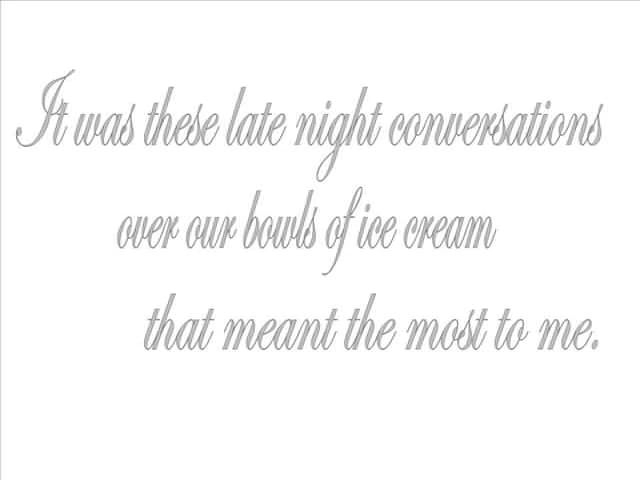 It was these late night conversations
over our bowls of ice cream
that meant the most to me.